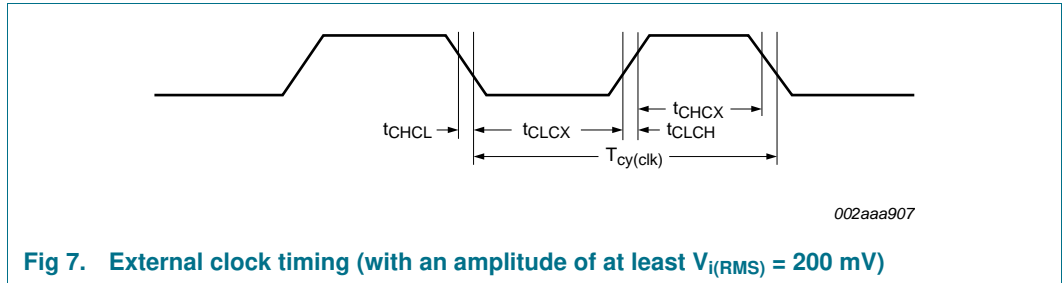 tCHCX
tCHCL tCLCX tCLCH
Tcy(clk)
002aaa907
Fig 7. External clock timing (with an amplitude of at least Vi(RMS) = 200 mV)